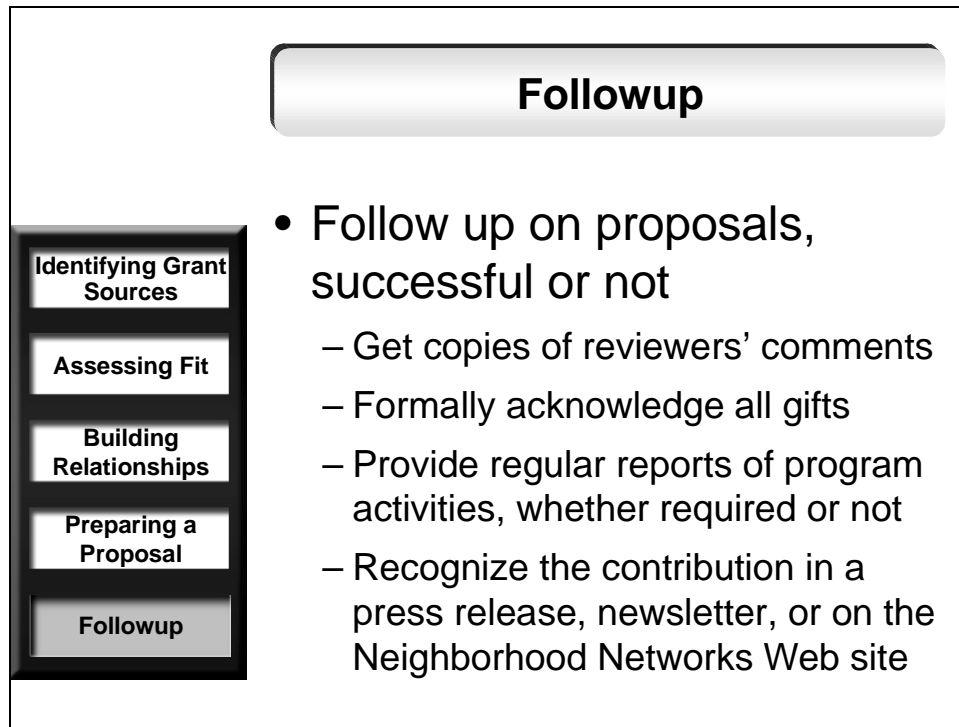 Followup
Identifying Grant
Sources
Assessing Fit
Building
Relationships
Preparing a
Proposal
Followup
• Follow up on proposals,
successful or not
– Get copies of reviewers’ comments
– Formally acknowledge all gifts
– Provide regular reports of program
activities, whether required or not
– Recognize the contribution in a
press release, newsletter, or on the
Neighborhood Networks Web site